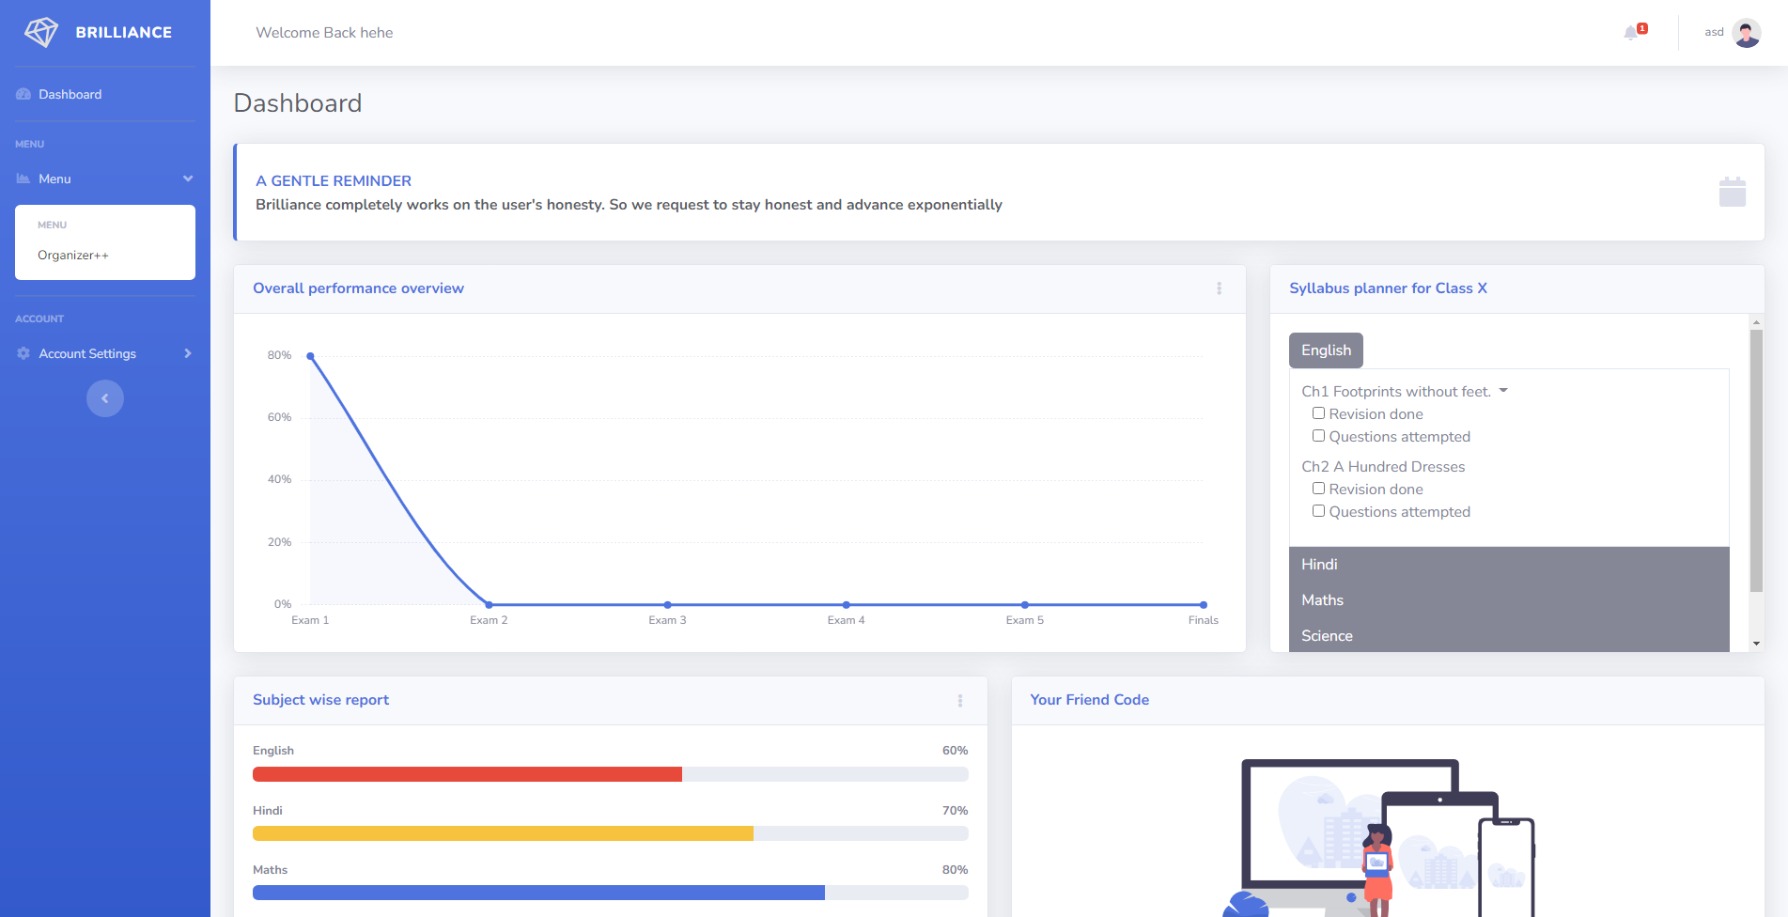 BRILLIANCE
Welcome Back hehe
1
asd
Dashboard
MENU
Menu
MENU
Organizer++
ACCOUNT
Account Settings
Dashboard
A GENTLE REMINDER
Brilliance completely works on the user's honesty. So we request to stay honest and advance exponentially
Overall performance overview
80%
60%
40%
20%
0%
Exam 1 Exam 2 Exam 3 Exam 4 Exam 5 Finals
Syllabus planner for Class X
English
Ch1 Footprints without feet.
Revision done
Questions attempted
Ch2 A Hundred Dresses
Revision done
Questions attempted
Hindi
Maths
Science
Subject wise report
English 60%
Hindi 70%
Maths 80%
Your Friend Code